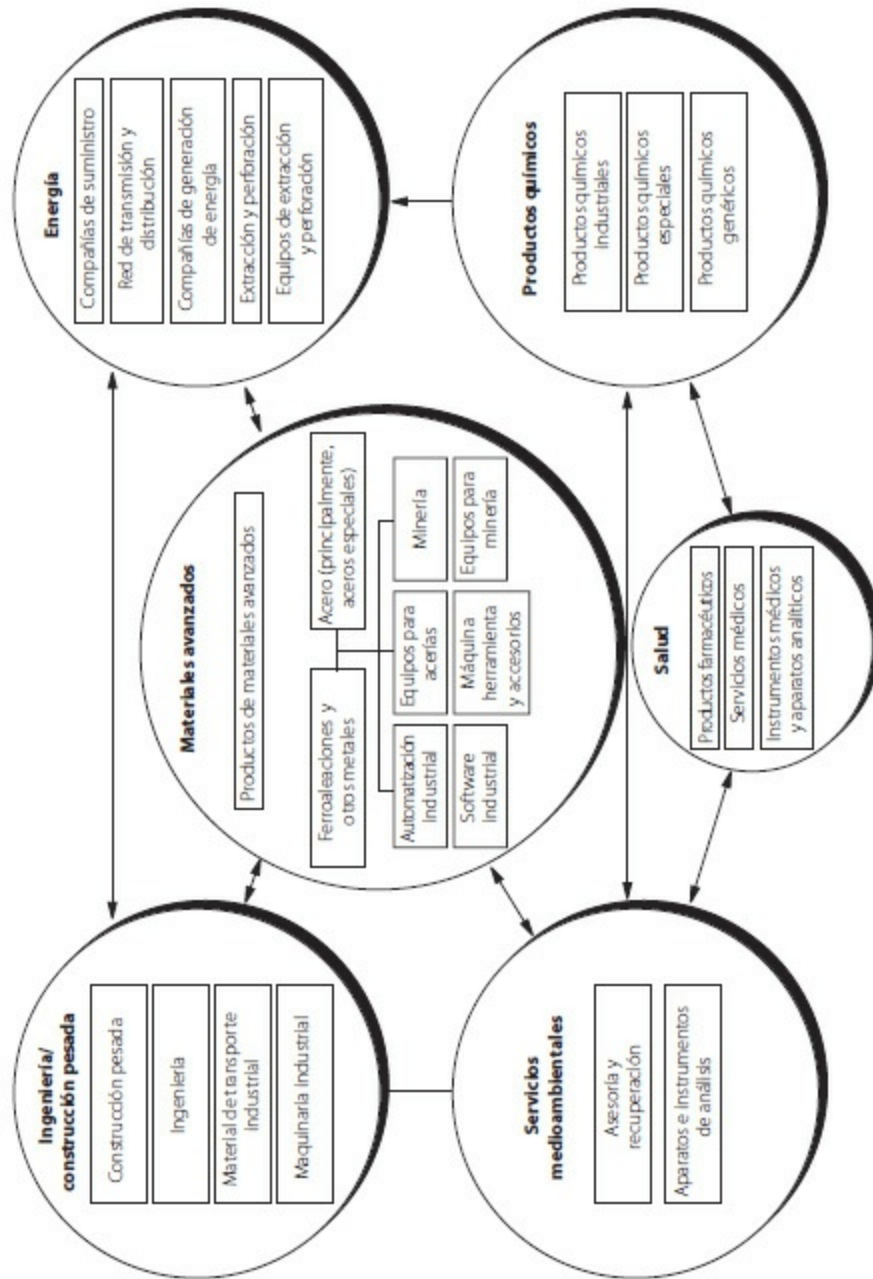 Ingeniería/
construcción pesada
Construcción pesada
Ingeniería
Material de transporte
industrial
Maquinaria industrial
Materiales avanzados
Productos de materiales avanzados
Ferroaleaciones y
otros metales
Acero (principalmente,
aceros especiales)
Automatización
industrial
Equipos para
acerías
Minería
Software
industrial
Máquina
herramienta
y accesorios
Equipos para
minería
Energía
Compañías de suministro
Red de transmisión y
distribución
Compañías de generación
de energía
Extracción y perforación
Equipos de extracción
y perforación
Servicios
medioambientales
Asesoría y
recuperación
Aparatos e instrumentos
de análisis
Salud
Productos farmacéuticos
Servicios médicos
Instrumentos médicos
y aparatos analíticos
Productos químicos
Productos químicos
industriales
Productos químicos
especiales
Productos químicos
genéricos